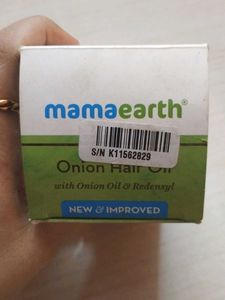 mamaearth®
S/N K11562829
Onion Hair Oil
with Onion Oil & Redensyl
NEW & IMPROVED